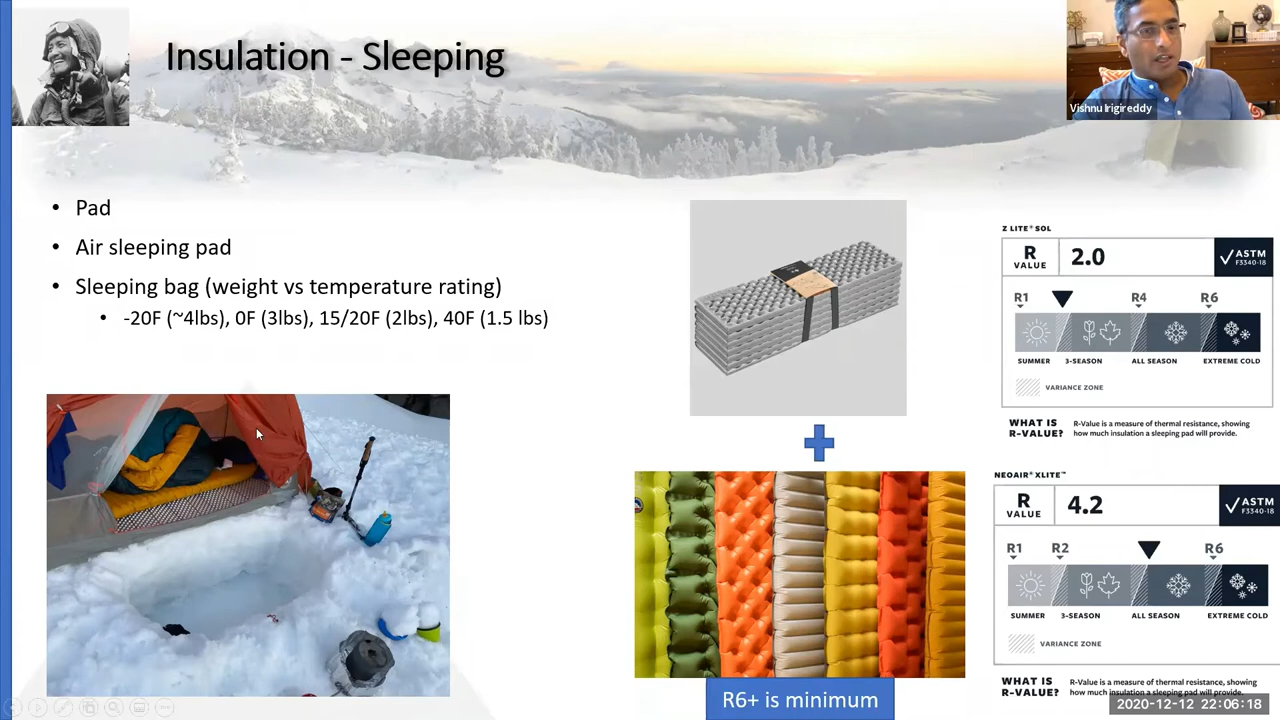 Insulation - Sleeping
Vishnu Irigireddy
• Pad
• Air sleeping pad
• Sleeping bag (weight vs temperature rating)
• -20F (~4lbs), 0F (3lbs), 15/20F (2lbs), 40F (1.5 lbs)
Z LITE® SOL
R VALUE
2.0
✓ASTM
F3340-18
R1
R4
R6
SUMMER
3-SEASON
ALL SEASON
EXTREME COLD
VARIANCE ZONE
WHAT IS
R-VALUE?
R-Value is a measure of thermal resistance, showing
how much insulation a sleeping pad will provide.
NEOAIR® XLITE™
R VALUE
4.2
✓ASTM
F3340-18
R1
R2
R6
SUMMER
3-SEASON
ALL SEASON
EXTREME COLD
VARIANCE ZONE
WHAT IS
R-VALUE?
R-Value is a measure of thermal resistance, showing
how much insulation a sleeping pad will provide.
R6+ is minimum
2020-12-12 22:06:18